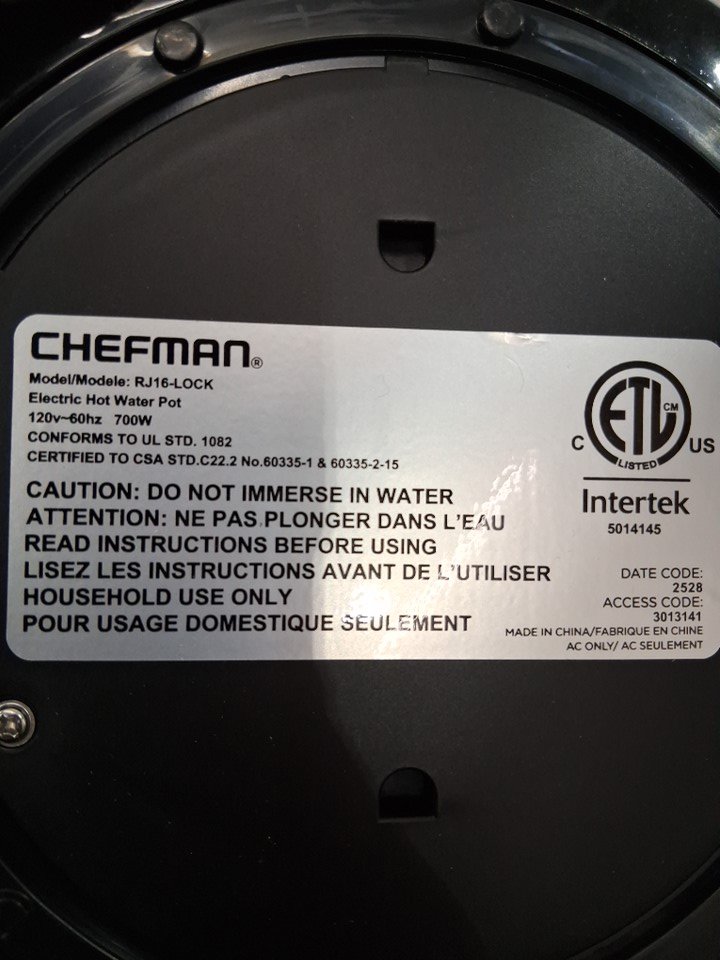 CHEFMAN®
Model/Modele: RJ16-LOCK
Electric Hot Water Pot
120v~60hz 700W
CONFORMS TO UL STD. 1082
CERTIFIED TO CSA STD.C22.2 No.60335-1 & 60335-2-15
CAUTION: DO NOT IMMERSE IN WATER
ATTENTION: NE PAS PLONGER DANS L'EAU
READ INSTRUCTIONS BEFORE USING
LISEZ LES INSTRUCTIONS AVANT DE L'UTILISER
HOUSEHOLD USE ONLY
POUR USAGE DOMESTIQUE SEULEMENT
ETL CM
C US
LISTED
Intertek
5014145
DATE CODE:
2528
ACCESS CODE:
3013141
MADE IN CHINA/FABRIQUE EN CHINE
AC ONLY/ AC SEULEMENT